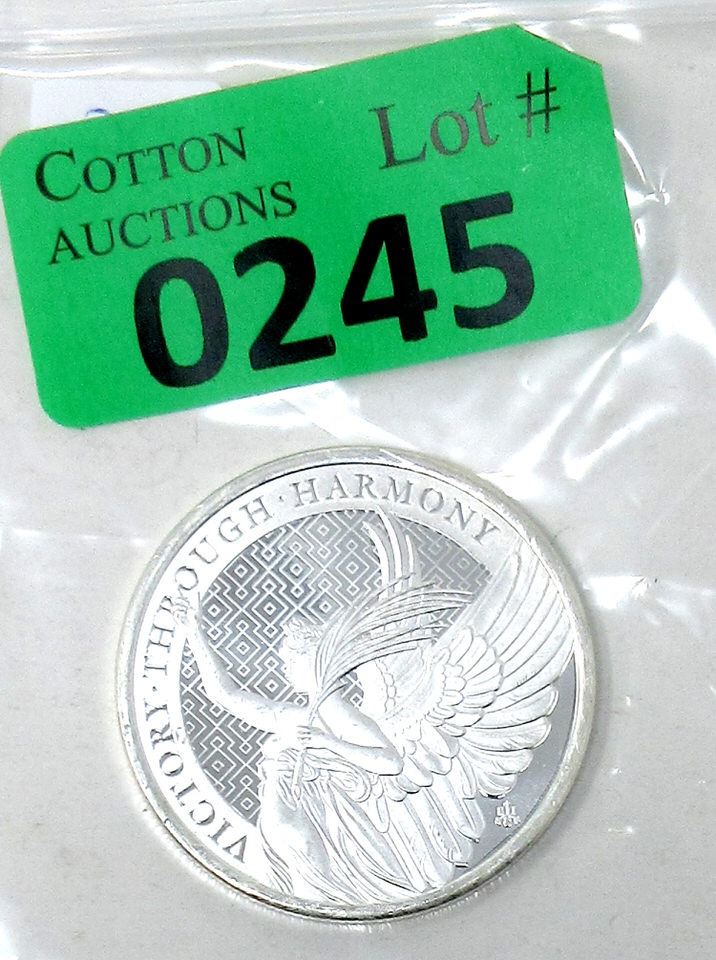 COTTON
AUCTIONS
Lot #
0245
VICTORY · THROUGH · HARMONY